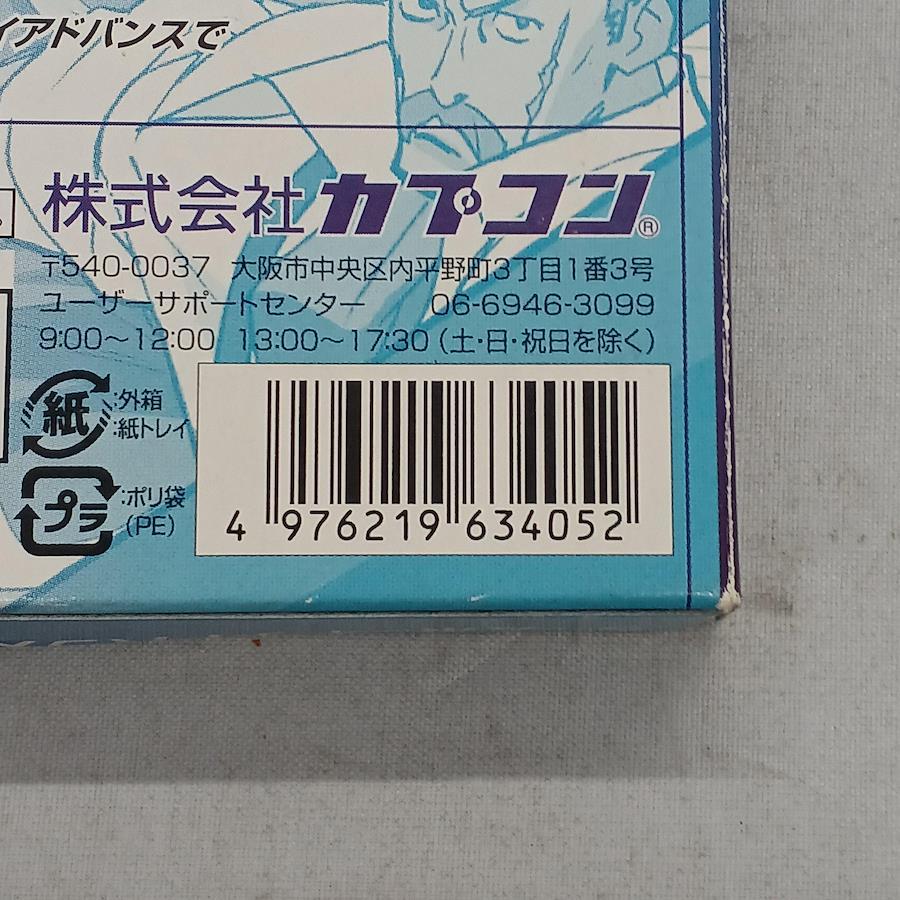 イアドバンスで
株式会社カプコン®
〒540-0037 大阪市中央区内平野町3丁目1番3号
ユーザーサポートセンター 06-6946-3099
9:00～12:00 13:00～17:30(土・日・祝日を除く)
紙:外箱
:紙トレイ
プラ:ポリ袋
(PE)
4 976219 634052